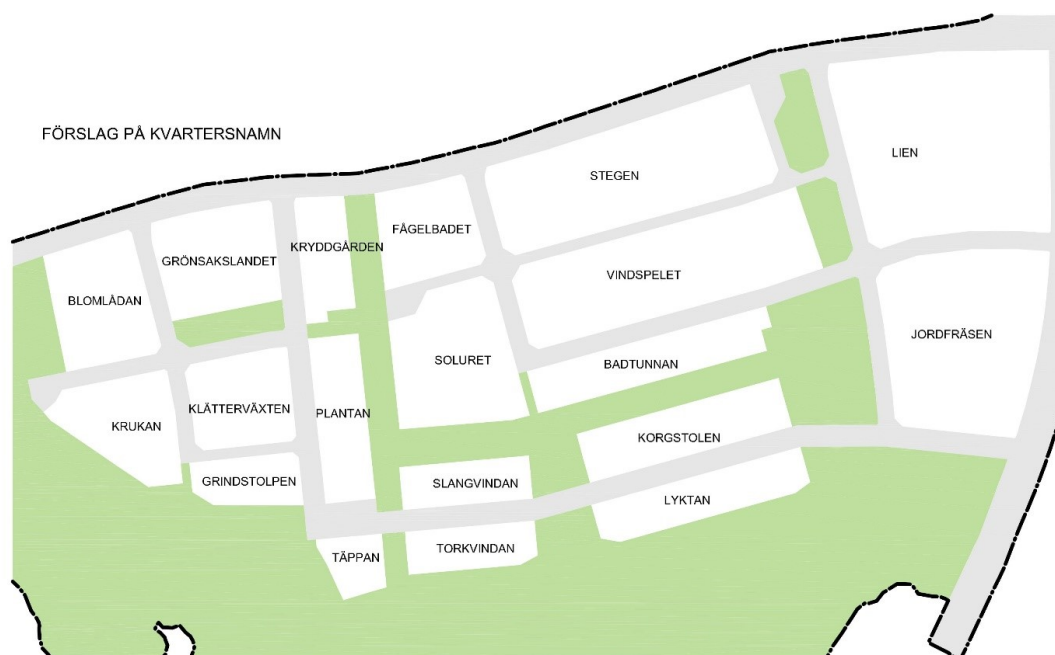 FÖRSLAG PÅ KVARTERSNAMN
LIEN
STEGEN
FÅGELBADET
KRYDDGÅRDEN
GRÖNSAKSLANDET
VINDSPELET
BLOMLÅDAN
JORDFRÄSEN
SOLURET
BADTUNNAN
KLÄTTERVÄXTEN
PLANTAN
KRUKAN
KORGSTOLEN
GRINDSTOLPEN
SLANGVINDAN
LYKTAN
TORKVINDAN
TÄPPAN